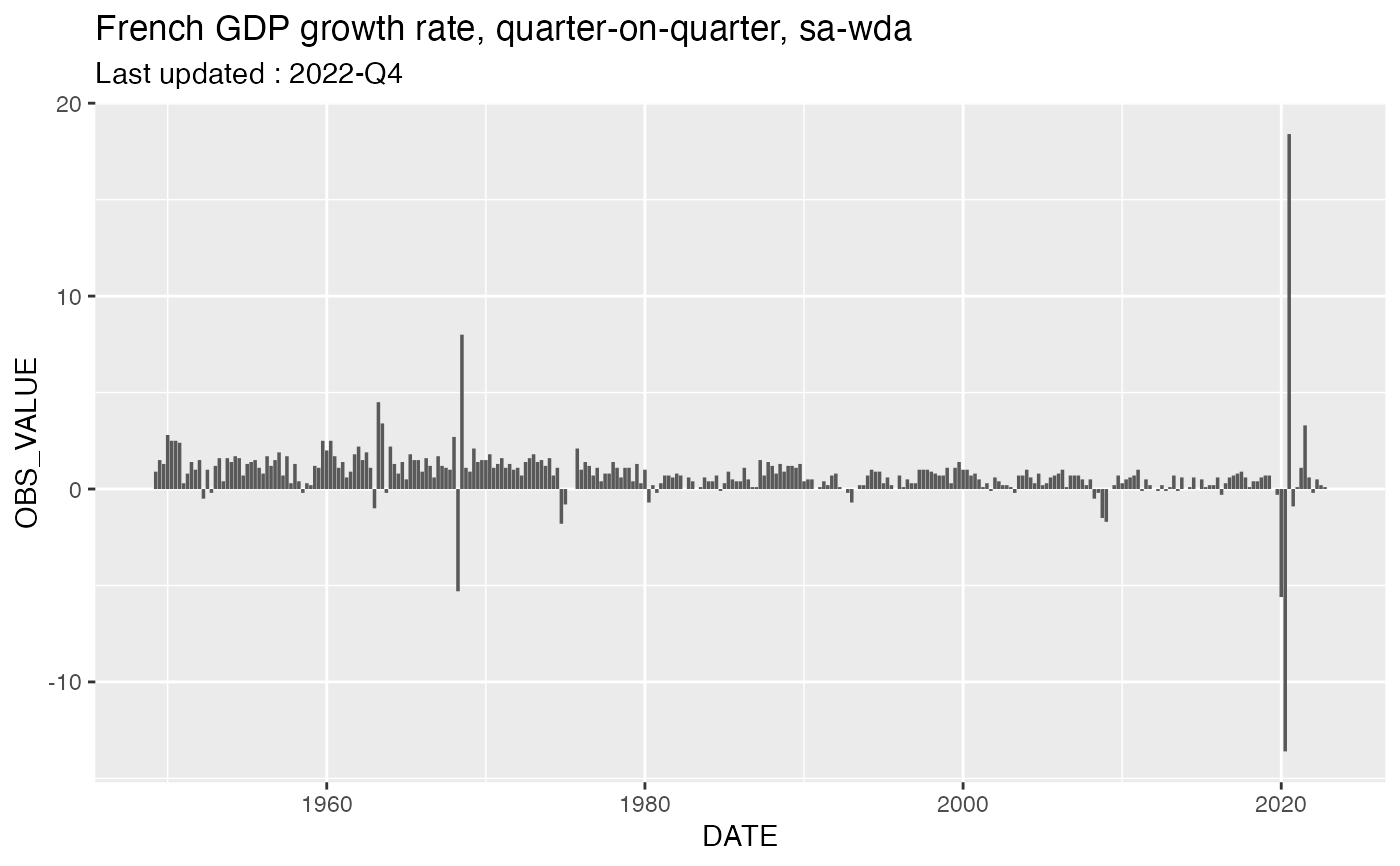 French GDP growth rate, quarter-on-quarter, sa-wda
Last updated : 2022-Q4
20
10
0
-10
OBS_VALUE
1960
1980
2000
2020
DATE